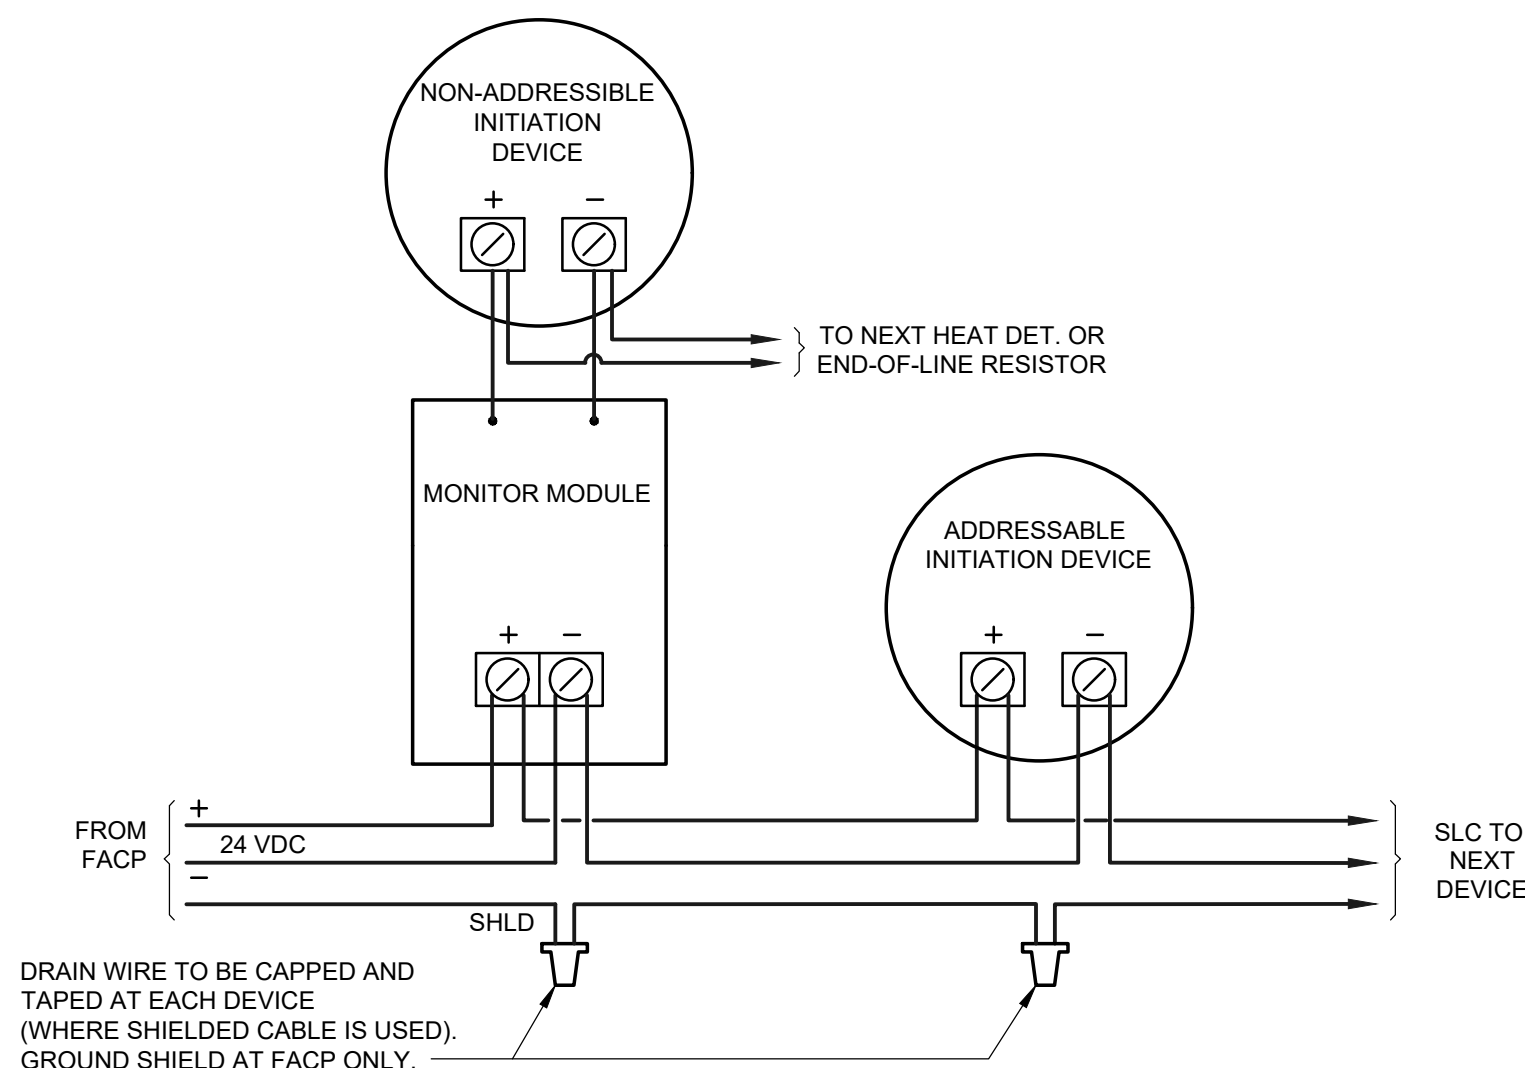 NON-ADDRESSIBLE
INITIATION
DEVICE
+ −
TO NEXT HEAT DET. OR
END-OF-LINE RESISTOR
MONITOR MODULE
+ −
ADDRESSABLE
INITIATION DEVICE
+ −
FROM
FACP
+
24 VDC
−
SHLD
SLC TO
NEXT
DEVICE
DRAIN WIRE TO BE CAPPED AND
TAPED AT EACH DEVICE
(WHERE SHIELDED CABLE IS USED).
GROUND SHIELD AT FACP ONLY.